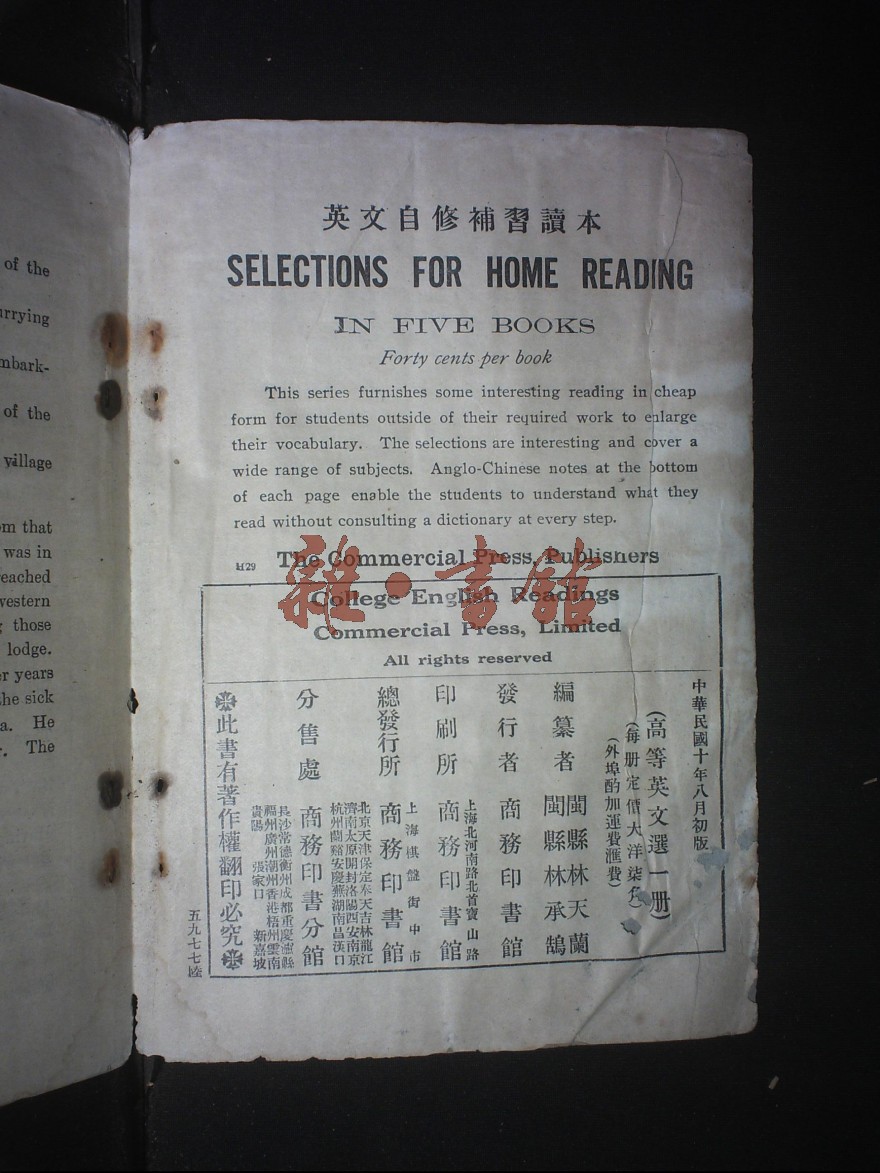 of the
urrying
mbark-
of the
village
om that
was in
reached
western
those
lodge.
er years
the sick
a. He
r. The
英文自修補習讀本
SELECTIONS FOR HOME READING
IN FIVE BOOKS
Forty cents per book
This series furnishes some interesting reading in cheap
form for students outside of their required work to enlarge
their vocabulary. The selections are interesting and cover a
wide range of subjects. Anglo-Chinese notes at the bottom
of each page enable the students to understand what they
read without consulting a dictionary at every step.
H29 The Commercial Press, Publishers
雜·書館
College English Readings
Commercial Press, Limited
All rights reserved
中華民國十年八月初版
(高等英文選一册)
(每册定價大洋柒角)
(外埠酌加運費滙費)
編纂者 閩縣林天蘭
閩縣林承鵠
發行者 商務印書館
印刷所 上海北河南路北首寶山路
商務印書館
總發行所 上海棋盤街中市
商務印書館
分售處 商務印書分館
北京天津保定奉天吉林龍江
濟南太原開封洛陽西安南京
杭州蘭谿安慶蕪湖南昌漢口
長沙常德衡州成都重慶瀘縣
福州廣州潮州香港梧州雲南
貴陽 張家口 新嘉坡
此書有著作權翻印必究
五九七七陸